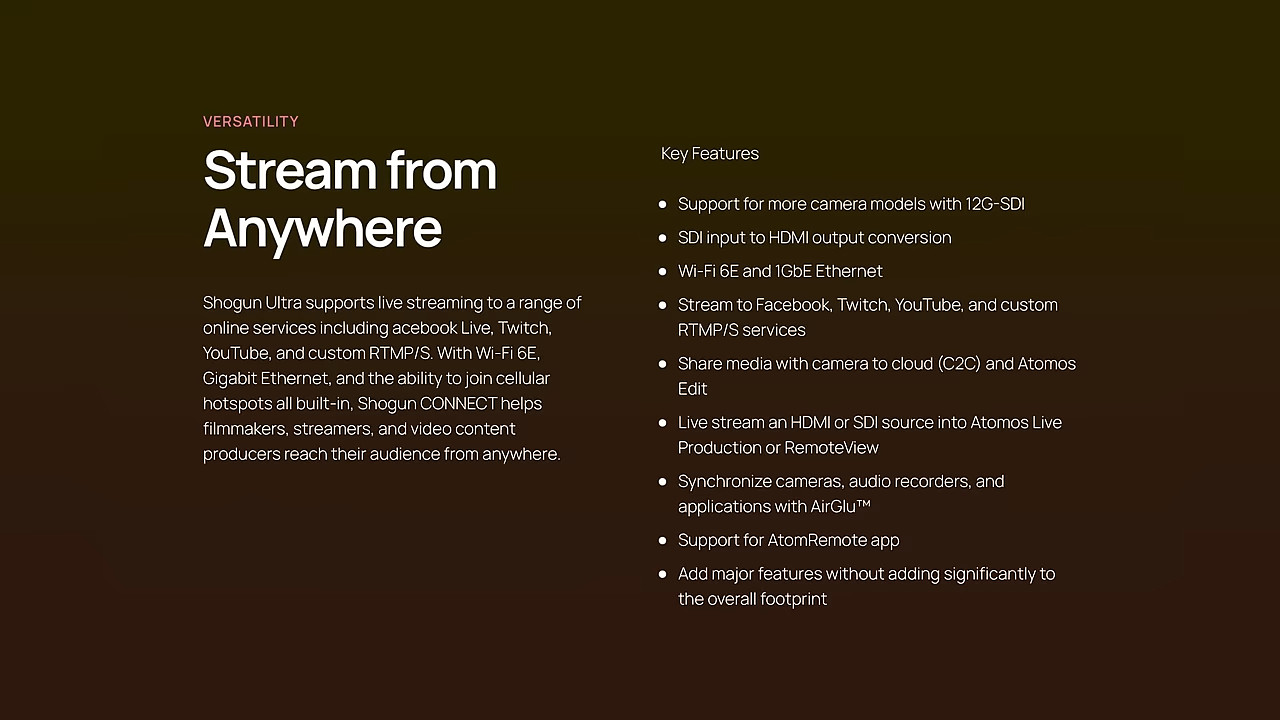 VERSATILITY
Stream from
Anywhere
Shogun Ultra supports live streaming to a range of
online services including acebook Live, Twitch,
YouTube, and custom RTMP/S. With Wi-Fi 6E,
Gigabit Ethernet, and the ability to join cellular
hotspots all built-in, Shogun CONNECT helps
filmmakers, streamers, and video content
producers reach their audience from anywhere.
Key Features
Support for more camera models with 12G-SDI
SDI input to HDMI output conversion
Wi-Fi 6E and 1GbE Ethernet
Stream to Facebook, Twitch, YouTube, and custom
RTMP/S services
Share media with camera to cloud (C2C) and Atomos
Edit
Live stream an HDMI or SDI source into Atomos Live
Production or RemoteView
Synchronize cameras, audio recorders, and
applications with AirGlu™
Support for AtomRemote app
Add major features without adding significantly to
the overall footprint